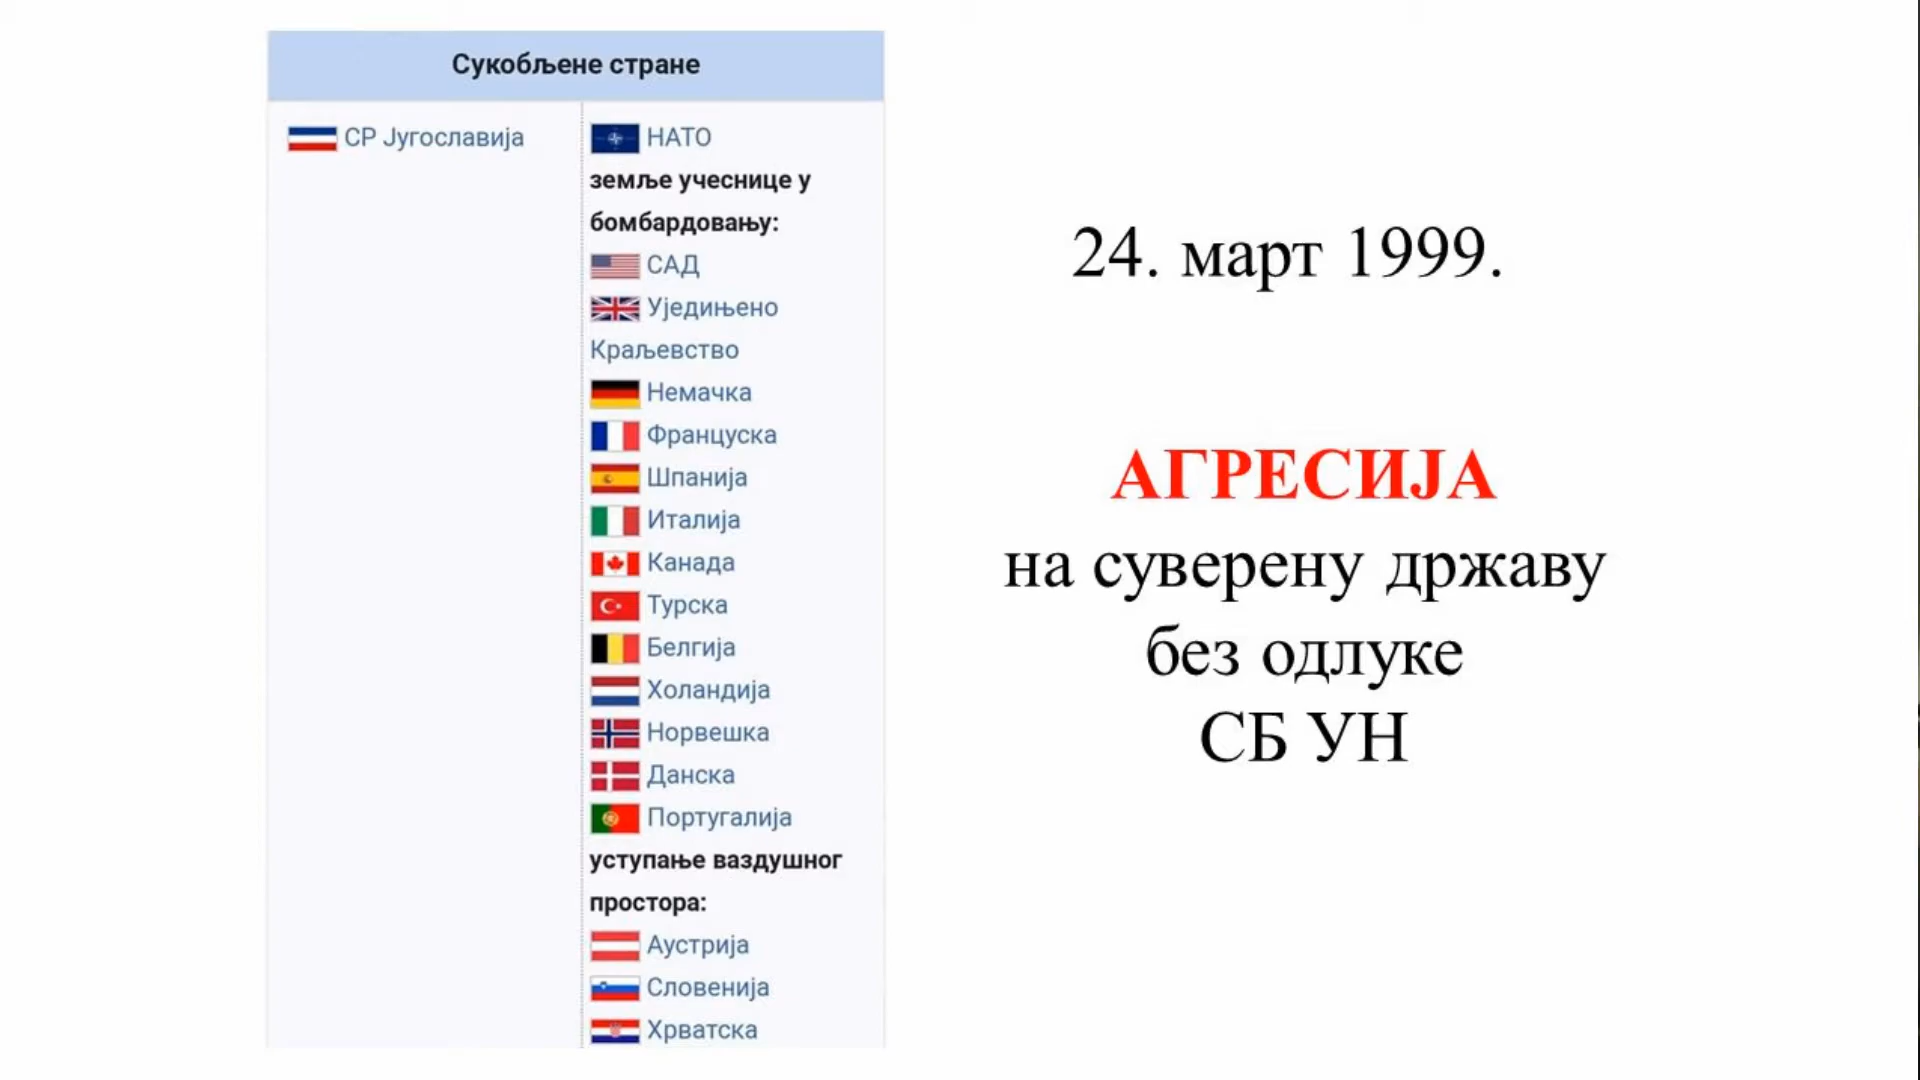 Сукобљене стране
СР Југославија
НАТО
земље учеснице у
бомбардовању:
САД
Уједињено
Краљевство
Немачка
Француска
Шпанија
Италија
Канада
Турска
Белгија
Холандија
Норвешка
Данска
Португалија
уступање ваздушног
простора:
Аустрија
Словенија
Хрватска
24. март 1999.
АГРЕСИЈА
на суверену државу
без одлуке
СБ УН